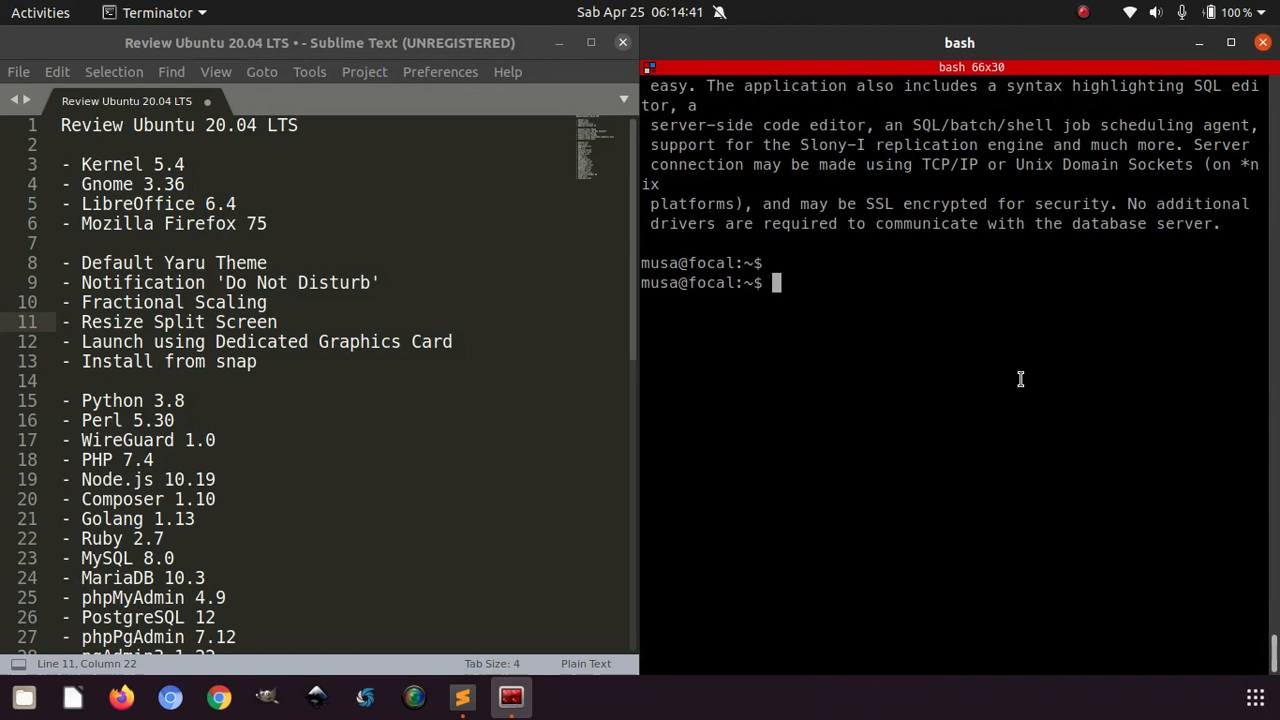 Activities
Terminator
Sab Apr 25 06:14:41
100 %
Review Ubuntu 20.04 LTS • - Sublime Text (UNREGISTERED)
File Edit Selection Find View Goto Tools Project Preferences Help
Review Ubuntu 20.04 LTS
1 Review Ubuntu 20.04 LTS
2
3 - Kernel 5.4
4 - Gnome 3.36
5 - LibreOffice 6.4
6 - Mozilla Firefox 75
7
8 - Default Yaru Theme
9 - Notification 'Do Not Disturb'
10 - Fractional Scaling
11 - Resize Split Screen
12 - Launch using Dedicated Graphics Card
13 - Install from snap
14
15 - Python 3.8
16 - Perl 5.30
17 - WireGuard 1.0
18 - PHP 7.4
19 - Node.js 10.19
20 - Composer 1.10
21 - Golang 1.13
22 - Ruby 2.7
23 - MySQL 8.0
24 - MariaDB 10.3
25 - phpMyAdmin 4.9
26 - PostgreSQL 12
27 - phpPgAdmin 7.12
28 - pgAdmin3 1.22
Line 11, Column 22
Tab Size: 4
Plain Text
bash
bash 66x30
easy. The application also includes a syntax highlighting SQL edi
tor, a
server-side code editor, an SQL/batch/shell job scheduling agent,
support for the Slony-I replication engine and much more. Server
connection may be made using TCP/IP or Unix Domain Sockets (on *n
ix
platforms), and may be SSL encrypted for security. No additional
drivers are required to communicate with the database server.
musa@focal:~$
musa@focal:~$